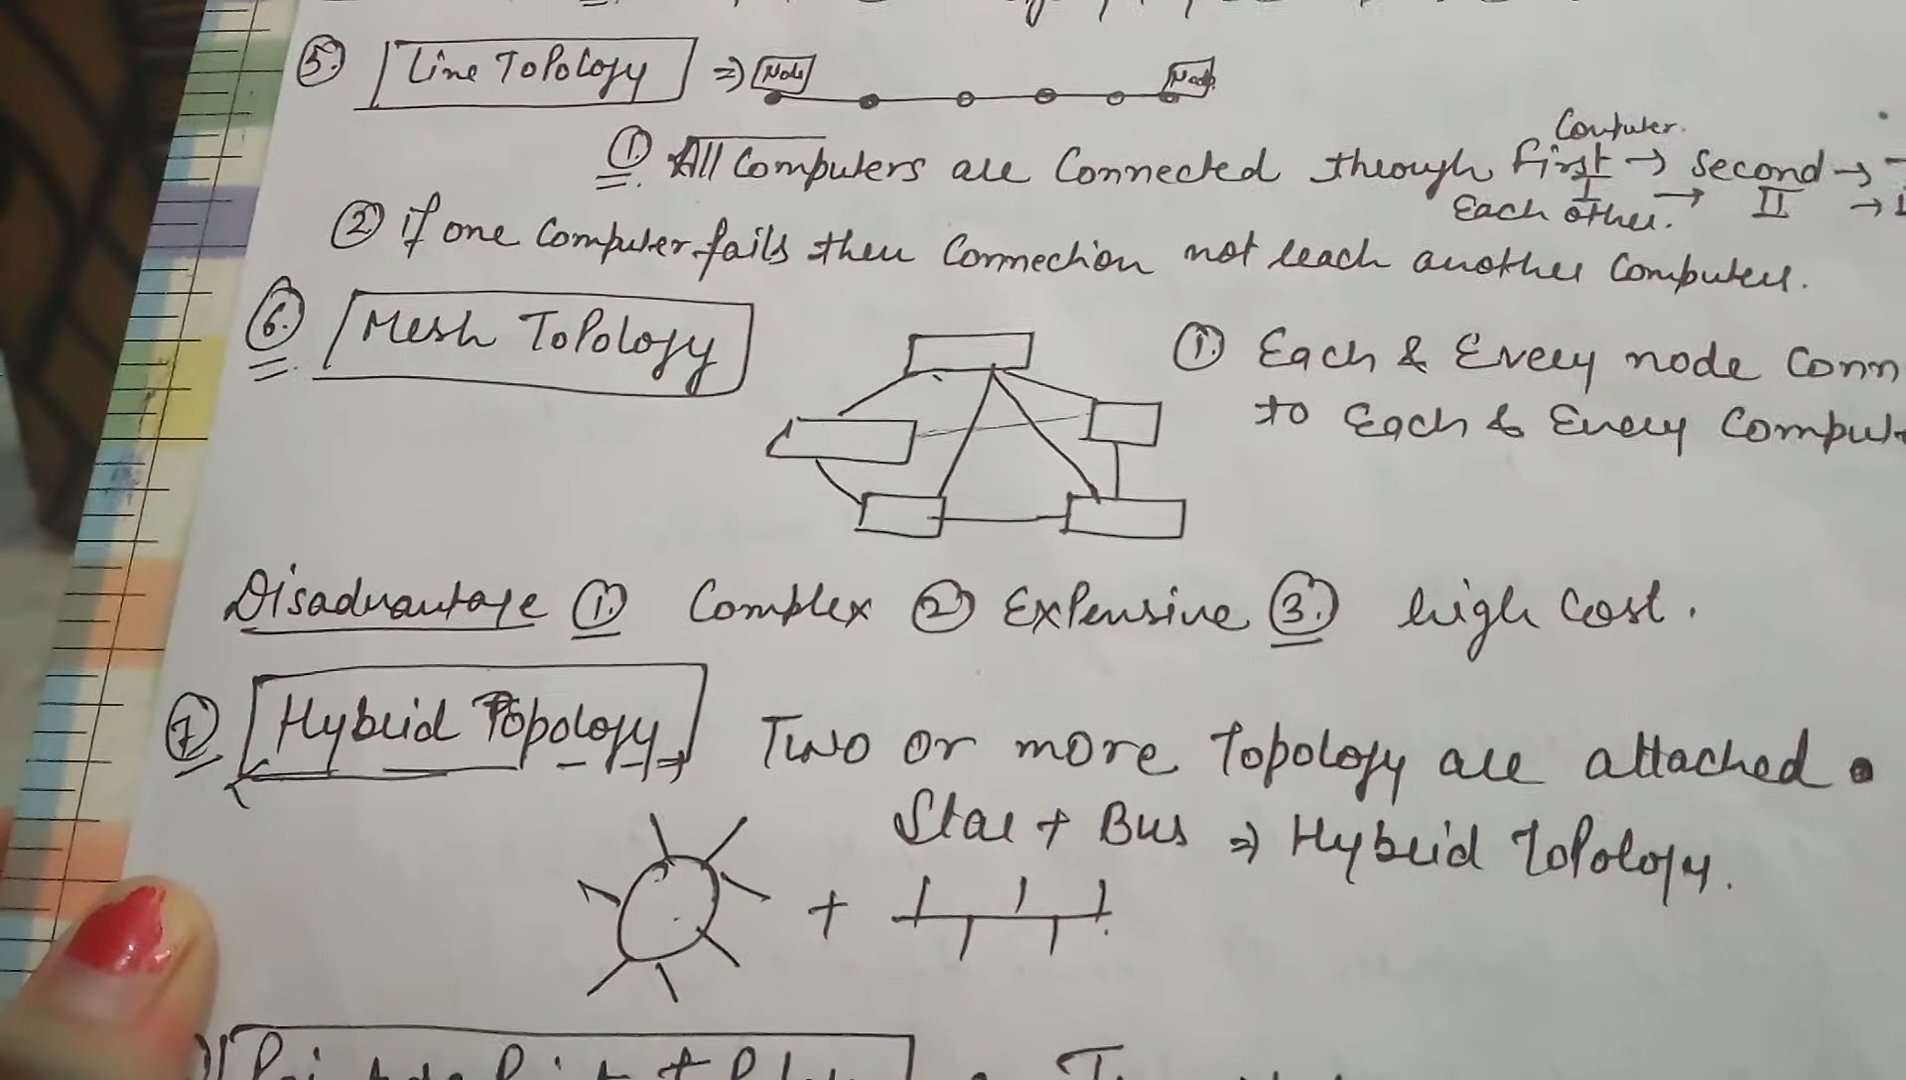 5. Line Topology => Node Node
Computer.
1. All Computers are Connected through first → Second →
Each other. I → II →
2 if one Computer fails then Connection not reach another Computer.
6. Mesh Topology
1. Each & Every node Conn
to Each & Every Comput
Disadvantage 1. Complex 2 Expensive 3. high Cost.
7. Hybrid Topology Two or more Topology are attached.
Star + Bus => Hybrid Topology.
+